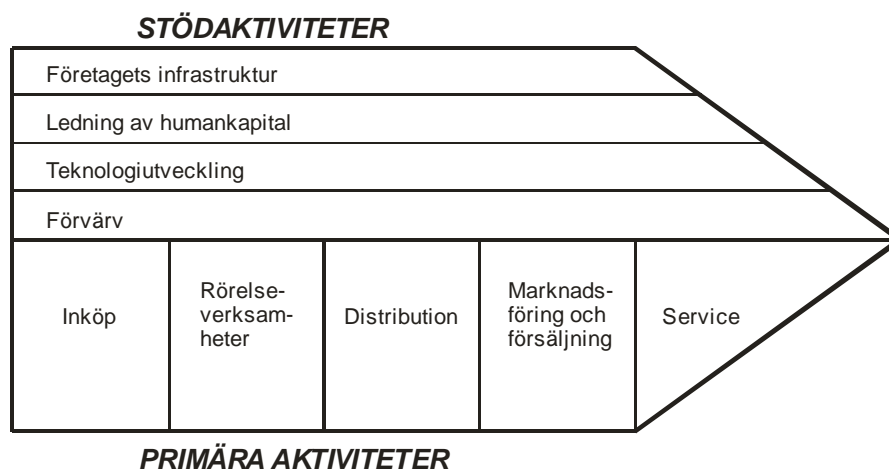 STÖDAKTIVITETER
Företagets infrastruktur
Ledning av humankapital
Teknologiutveckling
Förvärv
Inköp
Rörelse-
verksam-
heter
Distribution
Marknads-
föring och
försäljning
Service
PRIMÄRA AKTIVITETER